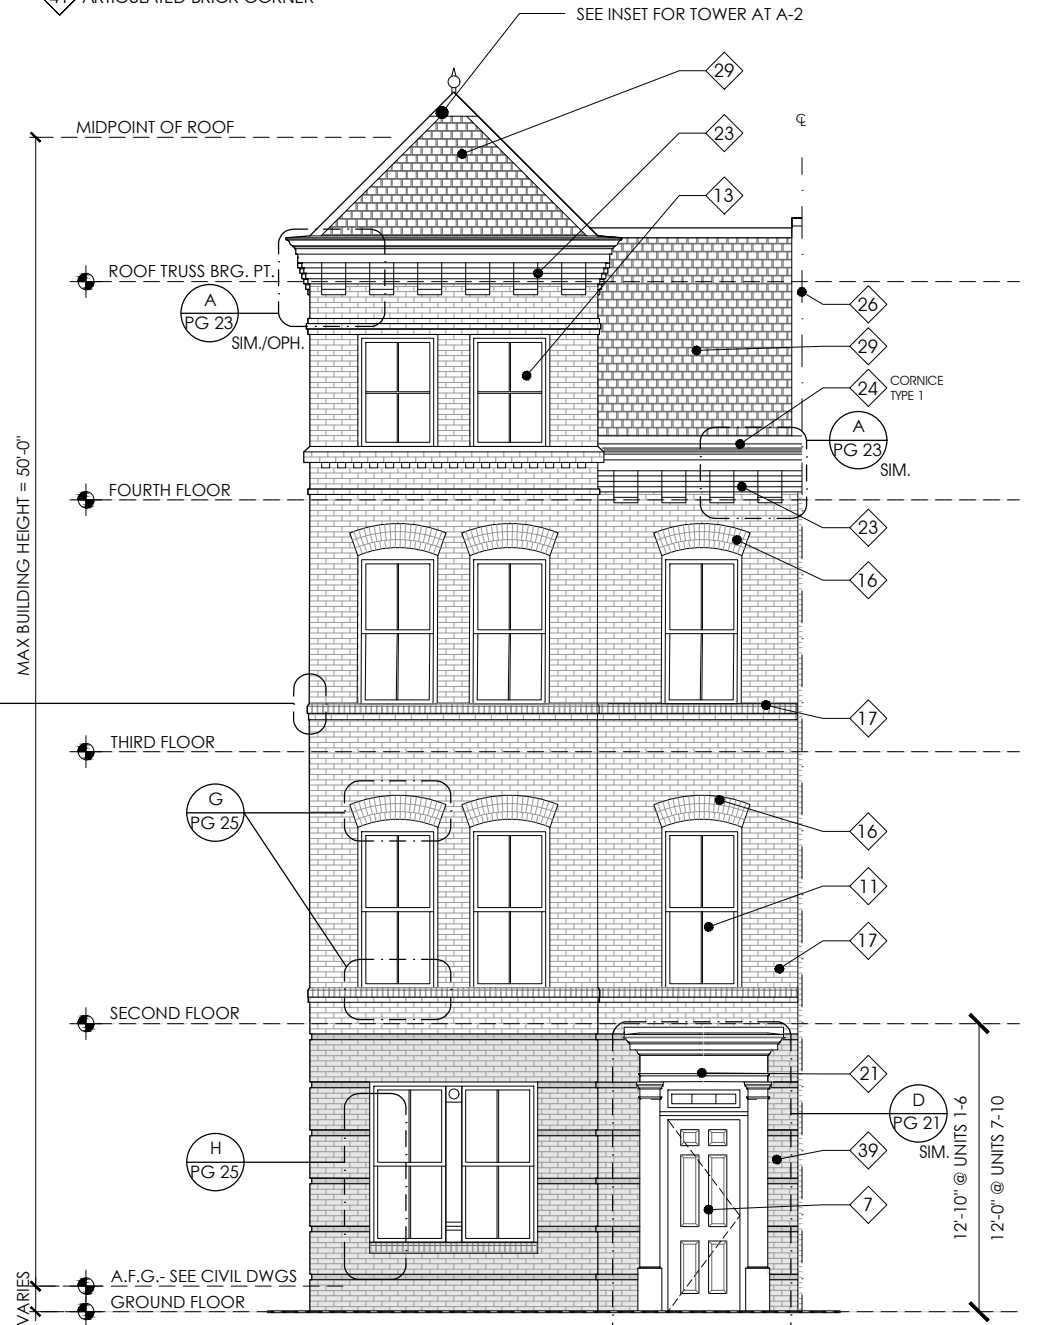 41 ARTICULATED BRICK CORNER
SEE INSET FOR TOWER AT A-2
29
MIDPOINT OF ROOF
23
℄
13
ROOF TRUSS BRG. PT.
A
PG 23
SIM./OPH.
26
29
24 CORNICE
TYPE 1
A
PG 23
SIM.
MAX BUILDING HEIGHT = 50'-0"
FOURTH FLOOR
23
16
17
THIRD FLOOR
G
PG 25
16
11
17
SECOND FLOOR
21
D
PG 21
SIM.
12'-10" @ UNITS 1-6
12'-0" @ UNITS 7-10
H
PG 25
39
7
A.F.G.- SEE CIVIL DWGS
GROUND FLOOR
VARIES